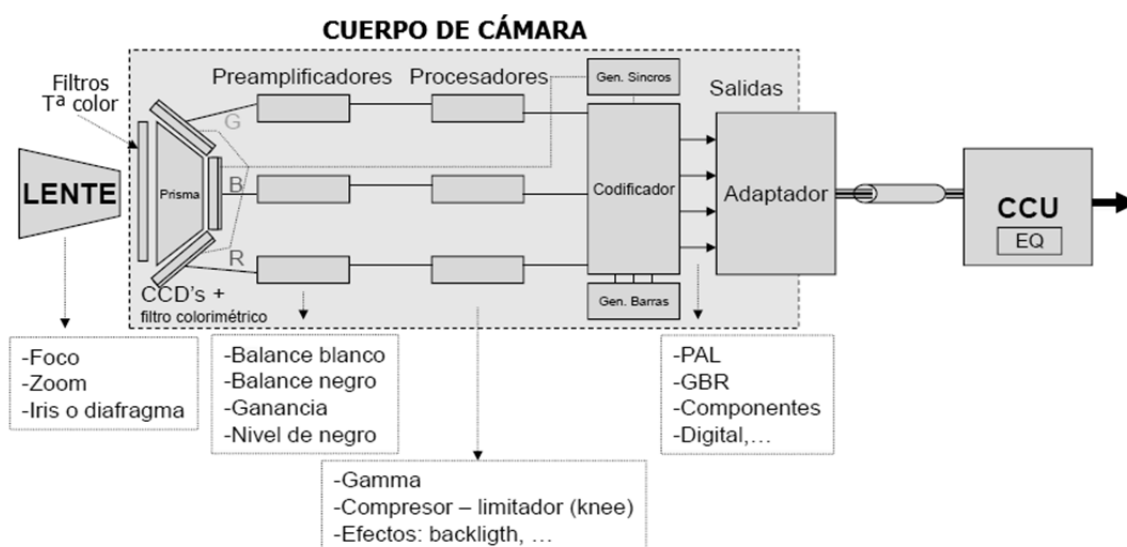 CUERPO DE CÁMARA
Filtros
Tª color
Preamplificadores
Procesadores
Gen. Sincros
Salidas
G
LENTE
Prisma
B
Codificador
Adaptador
CCU
EQ
R
CCD's +
filtro colorimétrico
Gen. Barras
-Foco
-Zoom
-Iris o diafragma
-Balance blanco
-Balance negro
-Ganancia
-Nivel de negro
-PAL
-GBR
-Componentes
-Digital,...
-Gamma
-Compresor – limitador (knee)
-Efectos: backligth, ...